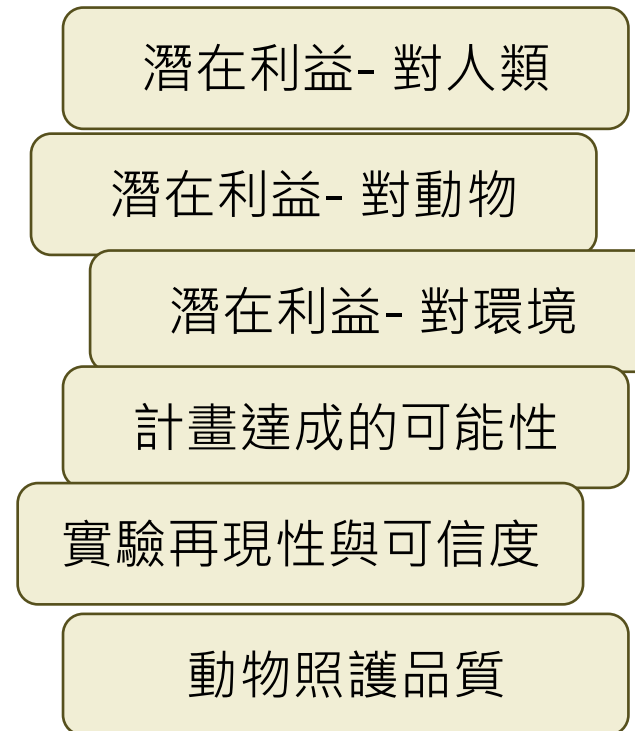 潛在利益- 對人類
潛在利益- 對動物
潛在利益- 對環境
計畫達成的可能性
實驗再現性與可信度
動物照護品質